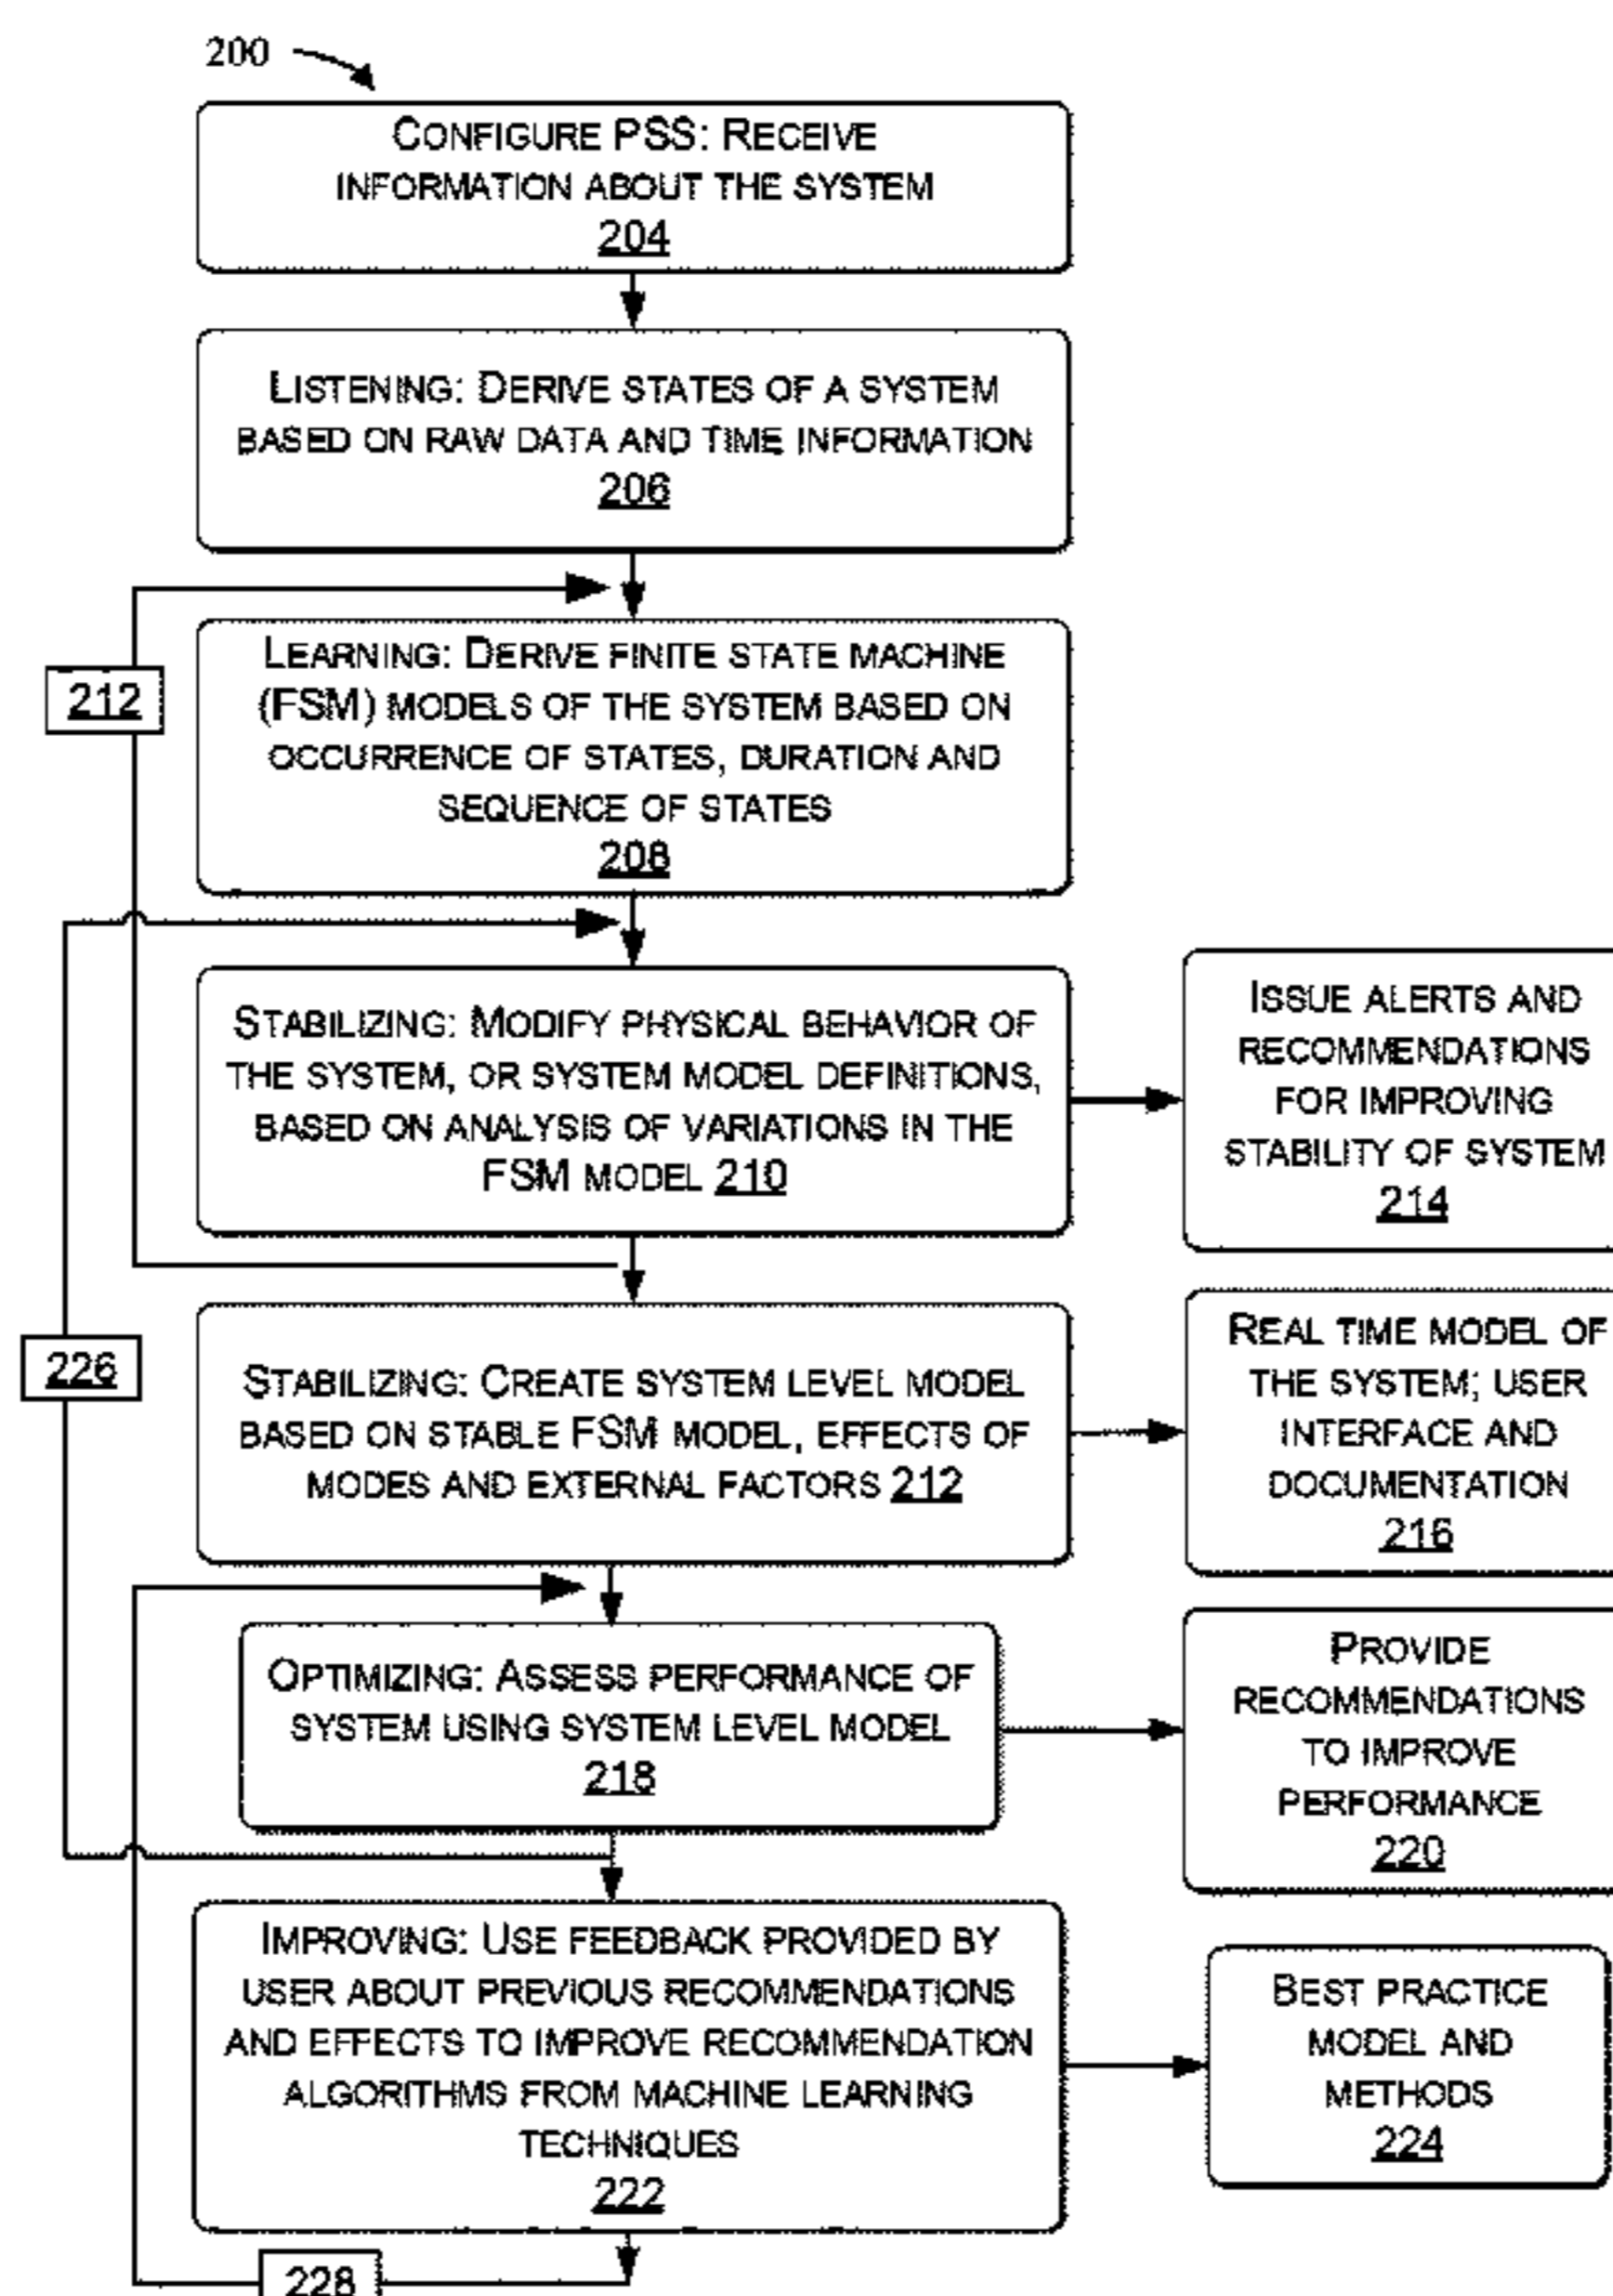 200
CONFIGURE PSS: RECEIVE
INFORMATION ABOUT THE SYSTEM
204
LISTENING: DERIVE STATES OF A SYSTEM
BASED ON RAW DATA AND TIME INFORMATION
206
212
LEARNING: DERIVE FINITE STATE MACHINE
(FSM) MODELS OF THE SYSTEM BASED ON
OCCURRENCE OF STATES, DURATION AND
SEQUENCE OF STATES
208
STABILIZING: MODIFY PHYSICAL BEHAVIOR OF
THE SYSTEM, OR SYSTEM MODEL DEFINITIONS,
BASED ON ANALYSIS OF VARIATIONS IN THE
FSM MODEL 210
ISSUE ALERTS AND
RECOMMENDATIONS
FOR IMPROVING
STABILITY OF SYSTEM
214
226
STABILIZING: CREATE SYSTEM LEVEL MODEL
BASED ON STABLE FSM MODEL, EFFECTS OF
MODES AND EXTERNAL FACTORS 212
REAL TIME MODEL OF
THE SYSTEM; USER
INTERFACE AND
DOCUMENTATION
216
OPTIMIZING: ASSESS PERFORMANCE OF
SYSTEM USING SYSTEM LEVEL MODEL
218
PROVIDE
RECOMMENDATIONS
TO IMPROVE
PERFORMANCE
220
IMPROVING: USE FEEDBACK PROVIDED BY
USER ABOUT PREVIOUS RECOMMENDATIONS
AND EFFECTS TO IMPROVE RECOMMENDATION
ALGORITHMS FROM MACHINE LEARNING
TECHNIQUES
222
BEST PRACTICE
MODEL AND
METHODS
224
228